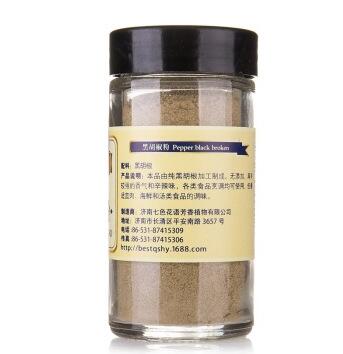 黑胡椒粉 Pepper black broken
配料：黑胡椒
产品说明：本品由纯黑胡椒加工制成，无添加，具有
较强的香气和辛辣味，各类食品烹调均可使用，但最
适宜肉、海鲜和汤类食品的调味。
制造商：济南七色花语芳香植物有限公司
地址：济南市长清区平安南路 3657 号
电话：86-531-87415309
传真：86-531-87415306
http://bestqshy.1688.com